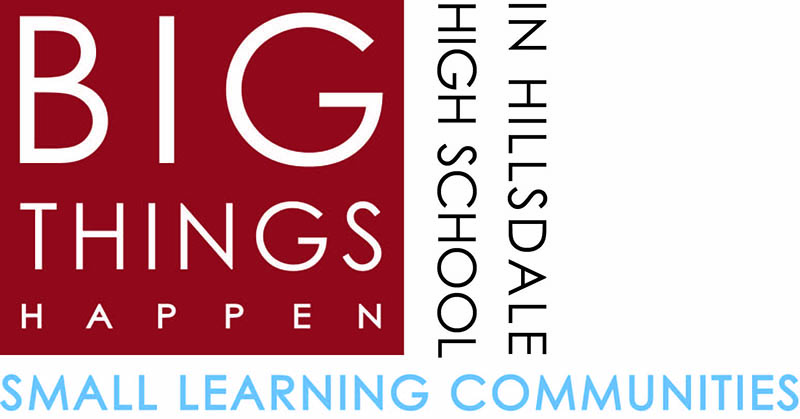 BIG
THINGS
HAPPEN
IN HILLSDALE
HIGH SCHOOL
SMALL LEARNING COMMUNITIES